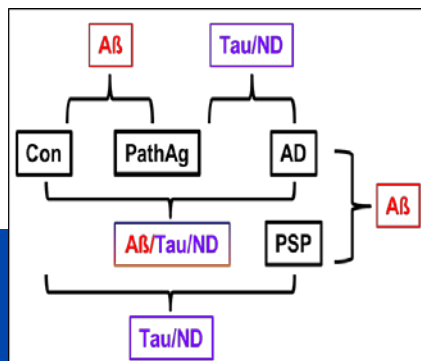 Aß
Tau/ND
Con
PathAg
AD
Aß
Aß/Tau/ND
PSP
Tau/ND